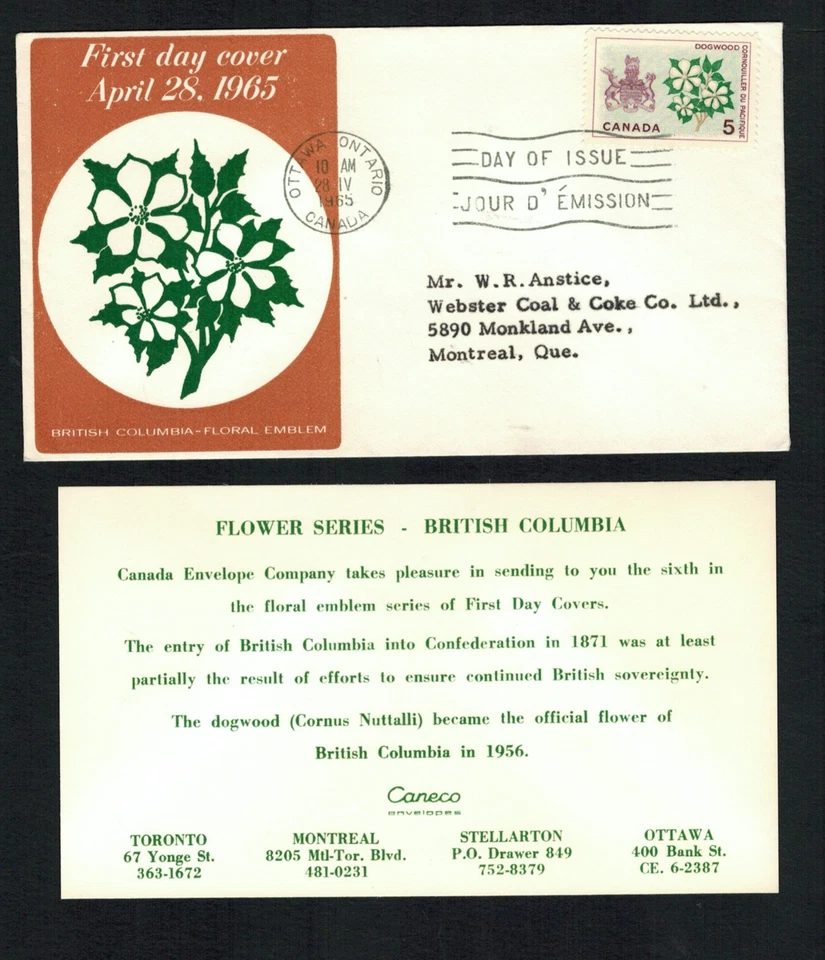 First day cover
April 28, 1965
BRITISH COLUMBIA-FLORAL EMBLEM
OTTAWA ONTARIO
10 AM
28 IV
1965
CANADA
DAY OF ISSUE
JOUR D' ÉMISSION
DOGWOOD
CORNOUILLER DU PACIFIQUE
CANADA
5
Mr. W.R.Anstice,
Webster Coal & Coke Co. Ltd.,
5890 Monkland Ave.,
Montreal, Que.
FLOWER SERIES - BRITISH COLUMBIA
Canada Envelope Company takes pleasure in sending to you the sixth in
the floral emblem series of First Day Covers.
The entry of British Columbia into Confederation in 1871 was at least
partially the result of efforts to ensure continued British sovereignty.
The dogwood (Cornus Nuttalli) became the official flower of
British Columbia in 1956.
Caneco
envelopes
TORONTO
67 Yonge St.
363-1672
MONTREAL
8205 Mtl-Tor. Blvd.
481-0231
STELLARTON
P.O. Drawer 849
752-8379
OTTAWA
400 Bank St.
CE. 6-2387